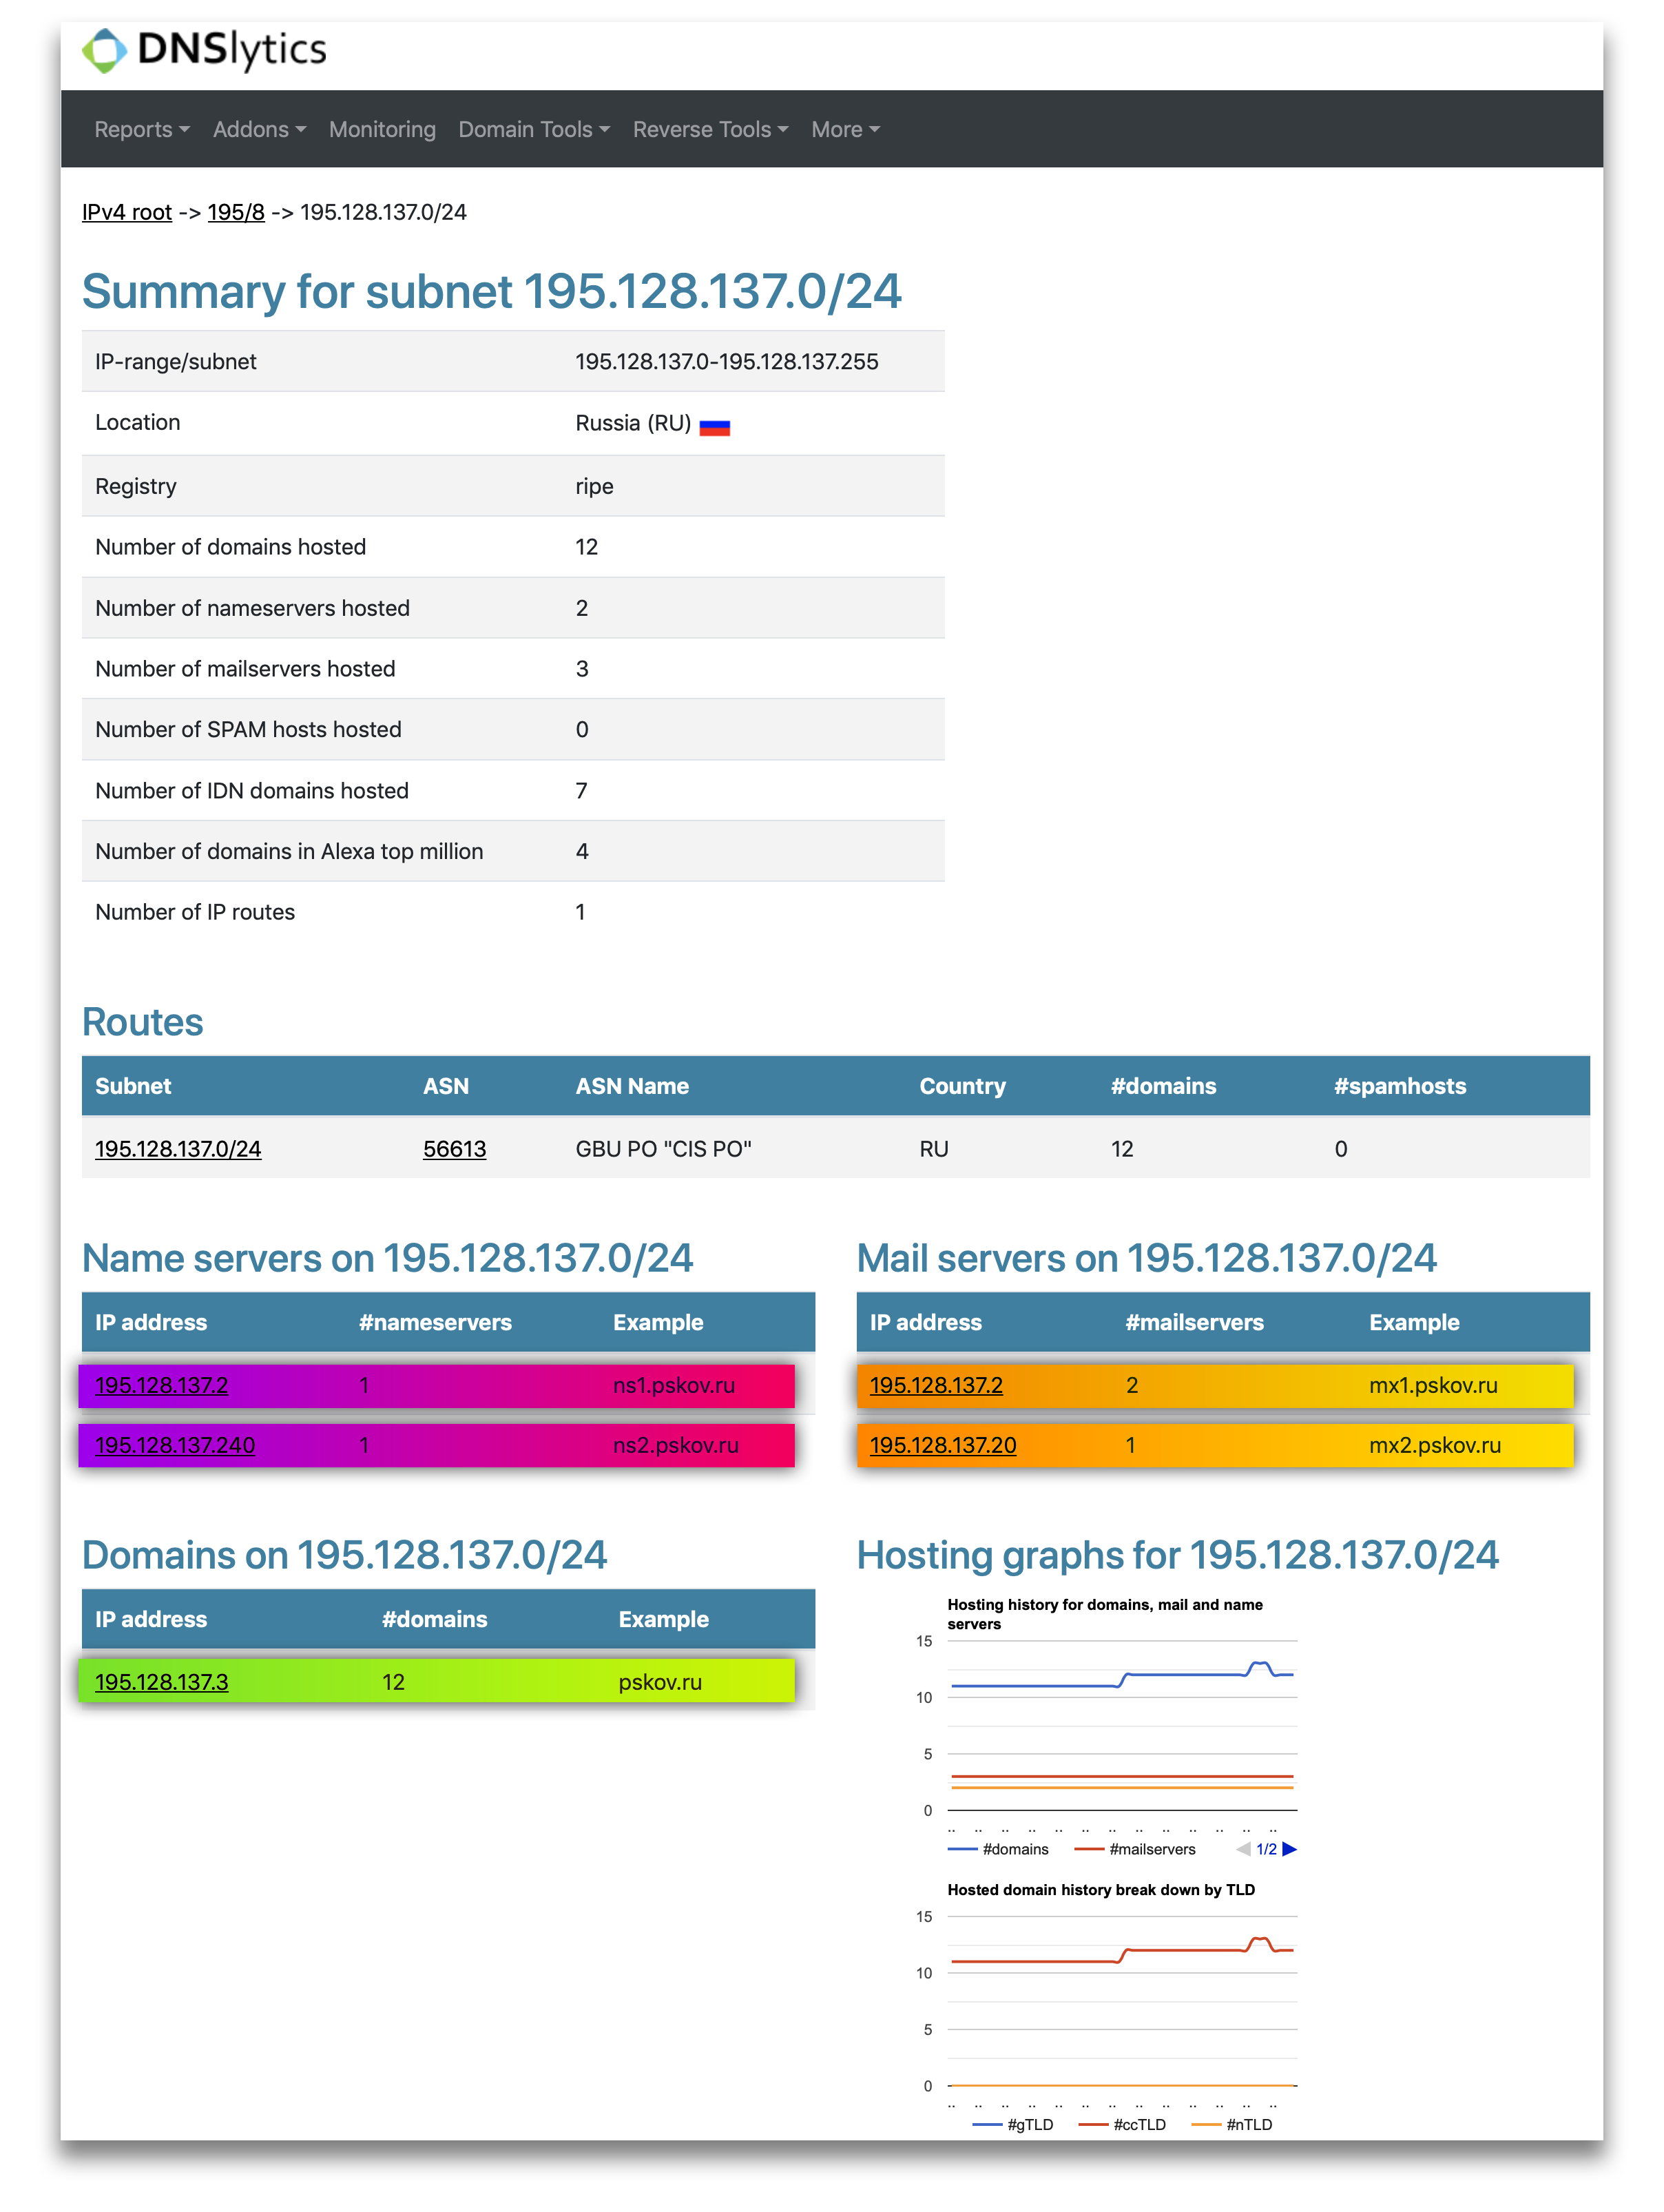 DNSlytics
Reports Addons Monitoring Domain Tools Reverse Tools More
IPv4 root -> 195/8 -> 195.128.137.0/24
Summary for subnet 195.128.137.0/24
IP-range/subnet 195.128.137.0-195.128.137.255
Location Russia (RU)
Registry ripe
Number of domains hosted 12
Number of nameservers hosted 2
Number of mailservers hosted 3
Number of SPAM hosts hosted 0
Number of IDN domains hosted 7
Number of domains in Alexa top million 4
Number of IP routes 1
Routes
Subnet ASN ASN Name Country #domains #spamhosts
195.128.137.0/24 56613 GBU PO "CIS PO" RU 12 0
Name servers on 195.128.137.0/24
IP address #nameservers Example
195.128.137.2 1 ns1.pskov.ru
195.128.137.240 1 ns2.pskov.ru
Mail servers on 195.128.137.0/24
IP address #mailservers Example
195.128.137.2 2 mx1.pskov.ru
195.128.137.20 1 mx2.pskov.ru
Domains on 195.128.137.0/24
IP address #domains Example
195.128.137.3 12 pskov.ru
Hosting graphs for 195.128.137.0/24
Hosting history for domains, mail and name
servers
15
10
5
0
.. .. .. .. .. .. .. .. .. .. .. .. ..
#domains #mailservers 1/2
Hosted domain history break down by TLD
15
10
5
0
.. .. .. .. .. .. .. .. .. .. .. .. ..
#gTLD #ccTLD #nTLD